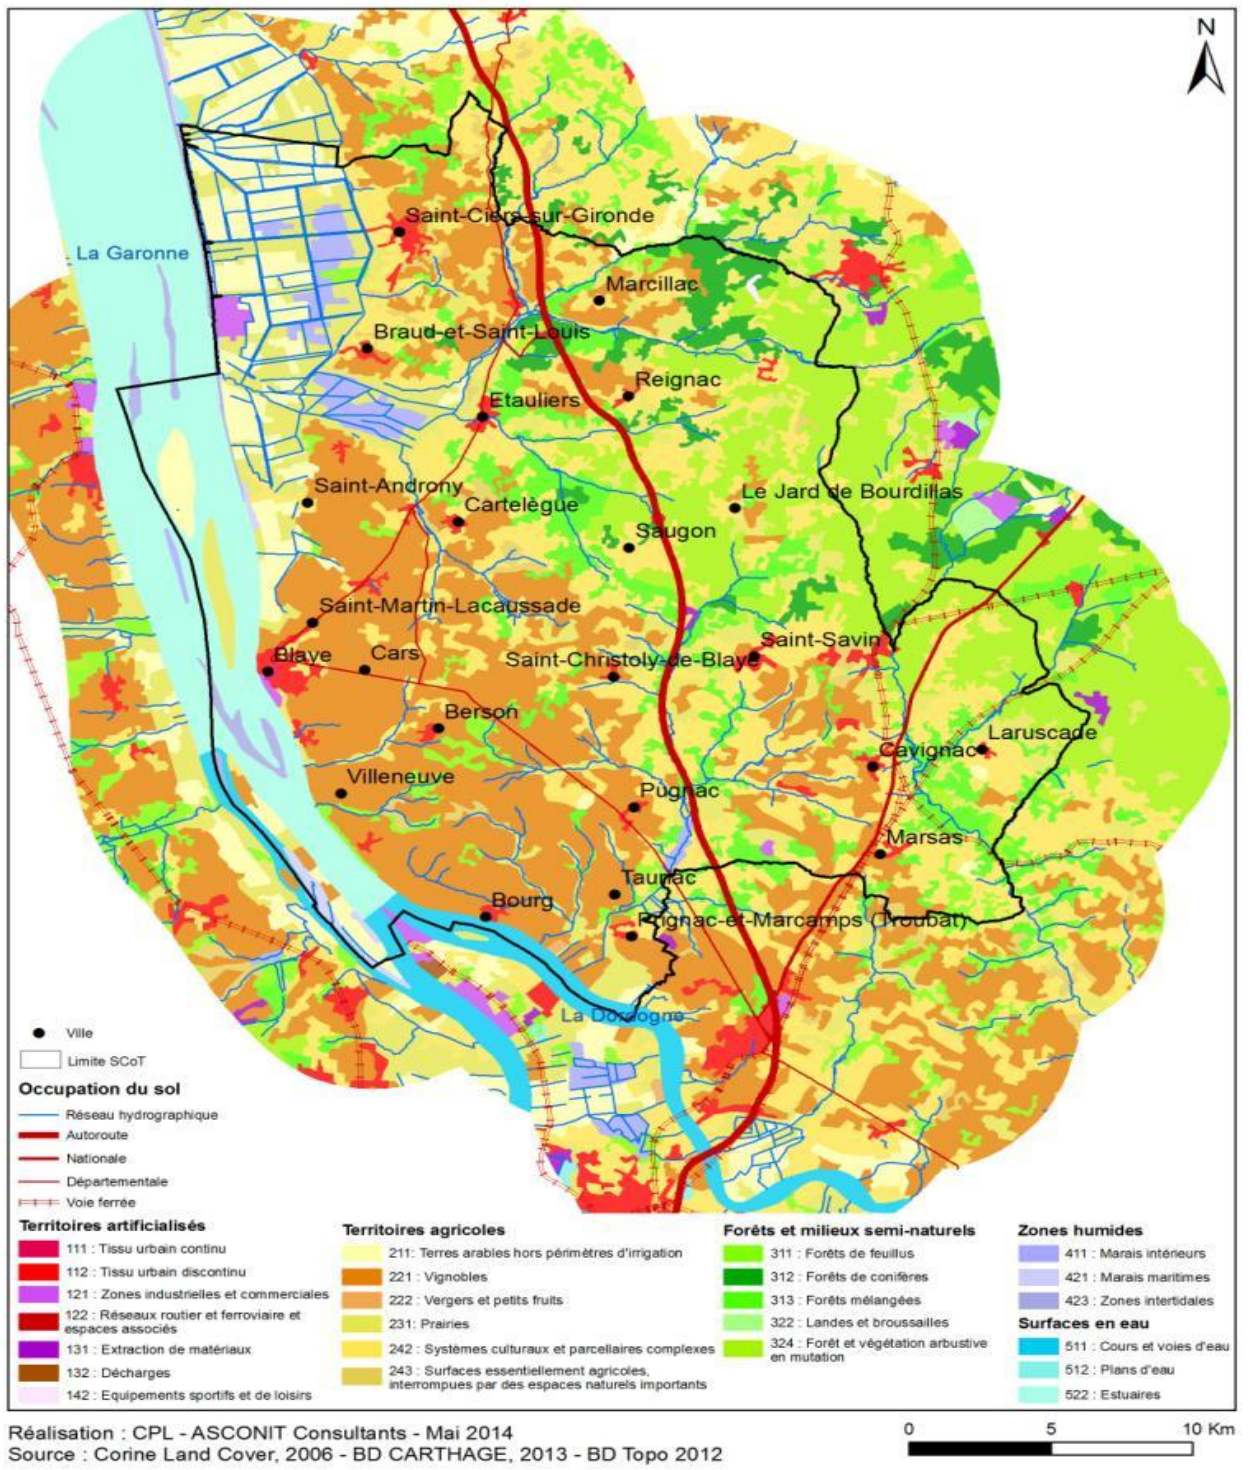 N
Saint-Ciers-sur-Gironde
La Garonne
Marcillac
Braud-et-Saint-Louis
Reignac
Etauliers
Saint-Androny
Le Jard de Bourdillas
Cartelègue
Saugon
Saint-Martin-Lacaussade
Saint-Savin
Blaye
Cars
Saint-Christoly-de-Blaye
Berson
Laruscade
Cavignac
Villeneuve
Pugnac
Marsas
Tauriac
Bourg
Prignac-et-Marcamps (Troubat)
La Dordogne
Ville
Limite SCoT
Occupation du sol
Réseau hydrographique
Autoroute
Nationale
Départementale
Voie ferrée
Territoires artificialisés
111 : Tissu urbain continu
112 : Tissu urbain discontinu
121 : Zones industrielles et commerciales
122 : Réseaux routier et ferroviaire et
espaces associés
131 : Extraction de matériaux
132 : Décharges
142 : Equipements sportifs et de loisirs
Territoires agricoles
211: Terres arables hors périmètres d'irrigation
221 : Vignobles
222 : Vergers et petits fruits
231: Prairies
242 : Systèmes culturaux et parcellaires complexes
243 : Surfaces essentiellement agricoles,
interrompues par des espaces naturels importants
Forêts et milieux semi-naturels
311 : Forêts de feuillus
312 : Forêts de conifères
313 : Forêts mélangées
322 : Landes et broussailles
324 : Forêt et végétation arbustive
en mutation
Zones humides
411 : Marais intérieurs
421 : Marais maritimes
423 : Zones intertidales
Surfaces en eau
511 : Cours et voies d'eau
512 : Plans d'eau
522 : Estuaires
Réalisation : CPL - ASCONIT Consultants - Mai 2014
Source : Corine Land Cover, 2006 - BD CARTHAGE, 2013 - BD Topo 2012
0 5 10 Km